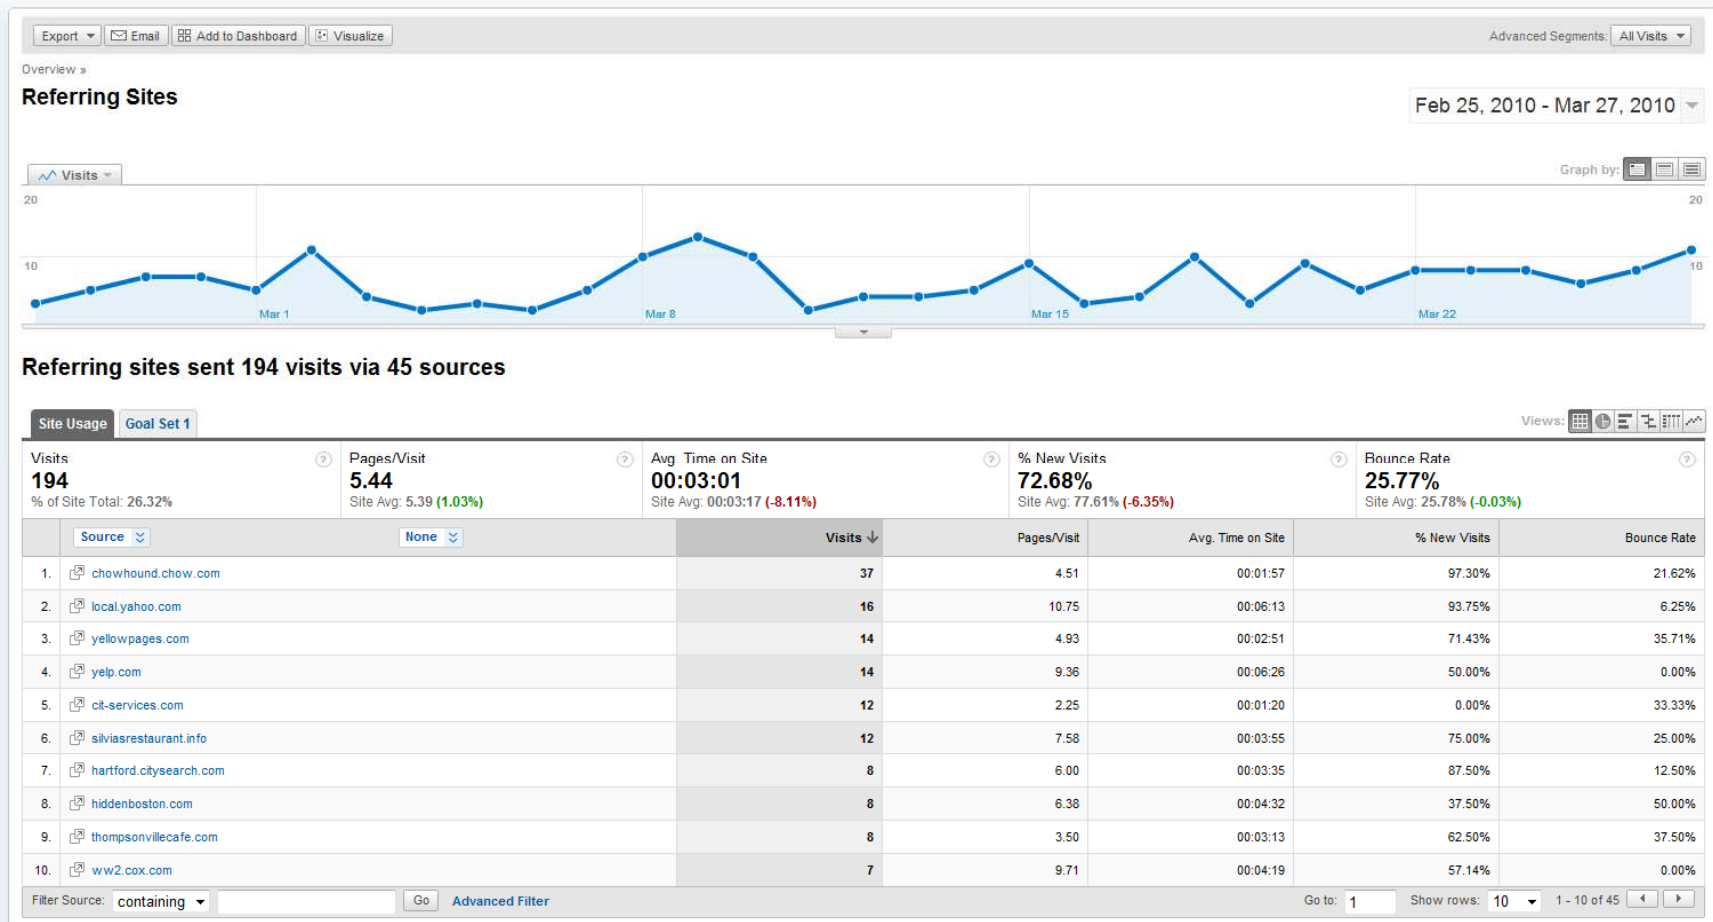 Export Email Add to Dashboard Visualize Advanced Segments: All Visits
Overview »
Referring Sites
Feb 25, 2010 - Mar 27, 2010
Visits Graph by:
20 20
10 10
Mar 1 Mar 8 Mar 15 Mar 22
Referring sites sent 194 visits via 45 sources
Site Usage Goal Set 1 Views:
Visits ? Pages/Visit ? Avg. Time on Site ? % New Visits ? Bounce Rate ?
194 5.44 00:03:01 72.68% 25.77%
% of Site Total: 26.32% Site Avg: 5.39 (1.03%) Site Avg: 00:03:17 (-8.11%) Site Avg: 77.61% (-6.35%) Site Avg: 25.78% (-0.03%)
Source None Visits Pages/Visit Avg. Time on Site % New Visits Bounce Rate
1. chowhound.chow.com 37 4.51 00:01:57 97.30% 21.62%
2. local.yahoo.com 16 10.75 00:06:13 93.75% 6.25%
3. yellowpages.com 14 4.93 00:02:51 71.43% 35.71%
4. yelp.com 14 9.36 00:06:26 50.00% 0.00%
5. cit-services.com 12 2.25 00:01:20 0.00% 33.33%
6. silviasrestaurant.info 12 7.58 00:03:55 75.00% 25.00%
7. hartford.citysearch.com 8 6.00 00:03:35 87.50% 12.50%
8. hiddenboston.com 8 6.38 00:04:32 37.50% 50.00%
9. thompsonvillecafe.com 8 3.50 00:03:13 62.50% 37.50%
10. ww2.cox.com 7 9.71 00:04:19 57.14% 0.00%
Filter Source: containing Go Advanced Filter Go to: 1 Show rows: 10 1 - 10 of 45